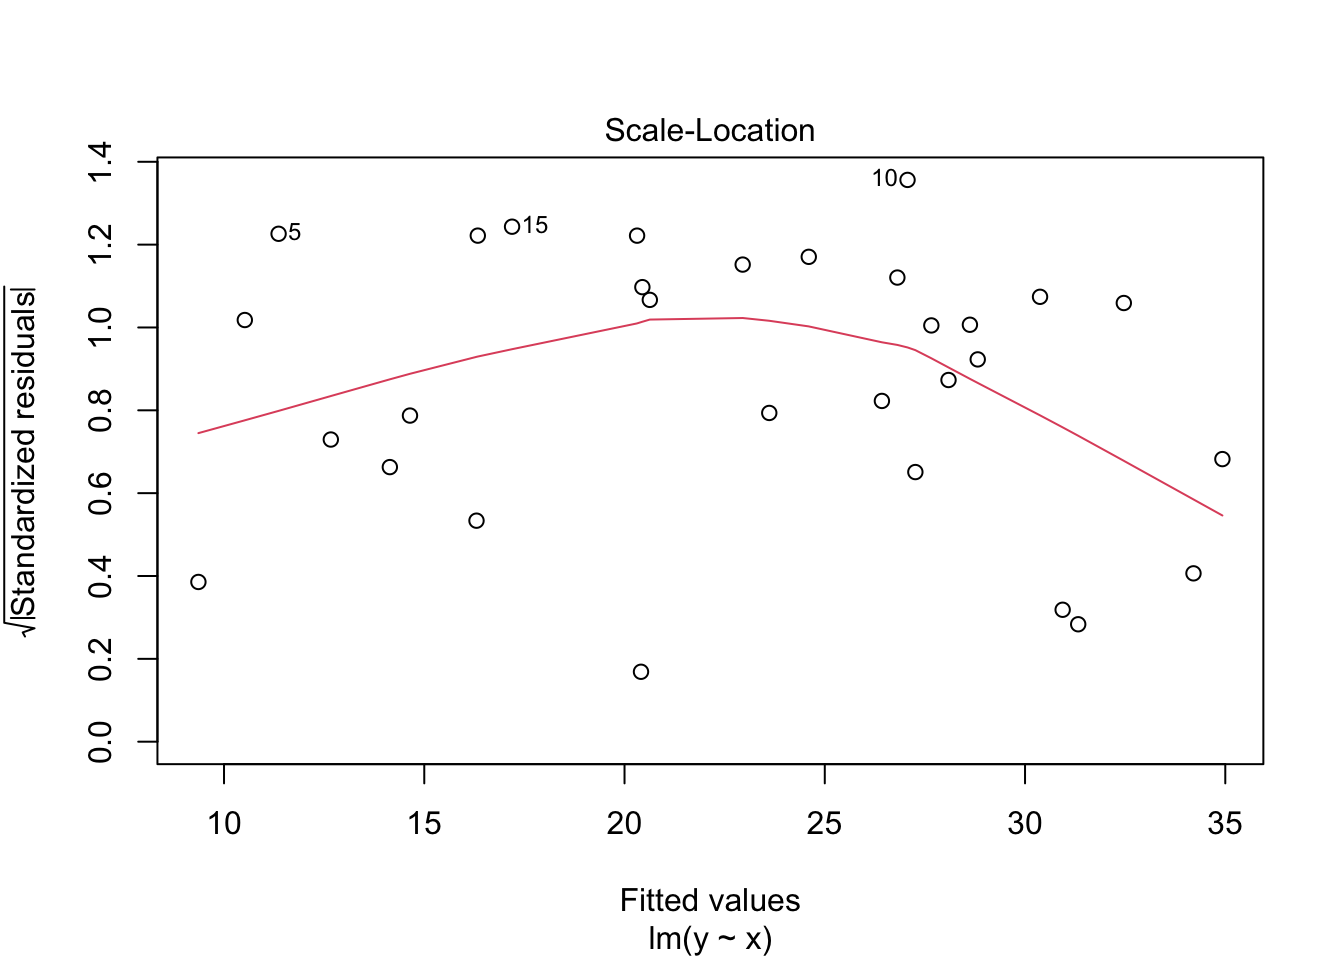 Scale-Location
√|Standardized residuals|
1.4
1.2
1.0
0.8
0.6
0.4
0.2
0.0
10
5
15
10 15 20 25 30 35
Fitted values
lm(y ~ x)